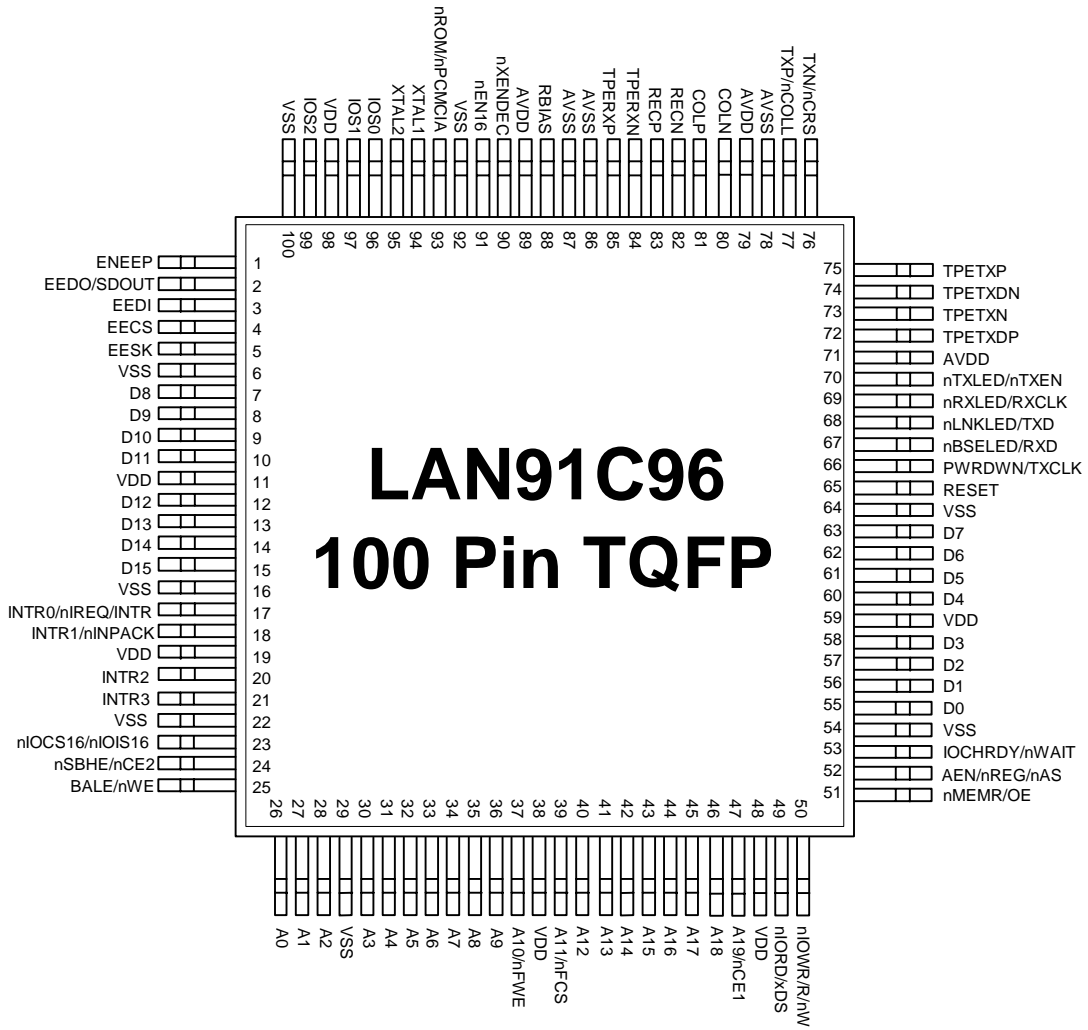 VSS
IOS2
VDD
IOS1
IOS0
XTAL2
XTAL1
nROM/nPCMCIA
VSS
nEN16
nXENDEC
AVDD
RBIAS
AVSS
AVSS
TPERXP
TPERXN
RECP
RECN
COLP
COLN
AVDD
AVSS
TXP/nCOLL
TXN/nCRS
100
99
98
97
96
95
94
93
92
91
90
89
88
87
86
85
84
83
82
81
80
79
78
77
76
ENEEP 1
EEDO/SDOUT 2
EEDI 3
EECS 4
EESK 5
VSS 6
D8 7
D9 8
D10 9
D11 10
VDD 11
D12 12
D13 13
D14 14
D15 15
VSS 16
INTR0/nIREQ/INTR 17
INTR1/nINPACK 18
VDD 19
INTR2 20
INTR3 21
VSS 22
nIOCS16/nIOIS16 23
nSBHE/nCE2 24
BALE/nWE 25
LAN91C96
100 Pin TQFP
75 TPETXP
74 TPETXDN
73 TPETXN
72 TPETXDP
71 AVDD
70 nTXLED/nTXEN
69 nRXLED/RXCLK
68 nLNKLED/TXD
67 nBSELED/RXD
66 PWRDWN/TXCLK
65 RESET
64 VSS
63 D7
62 D6
61 D5
60 D4
59 VDD
58 D3
57 D2
56 D1
55 D0
54 VSS
53 IOCHRDY/nWAIT
52 AEN/nREG/nAS
51 nMEMR/OE
26
27
28
29
30
31
32
33
34
35
36
37
38
39
40
41
42
43
44
45
46
47
48
49
50
A0
A1
A2
VSS
A3
A4
A5
A6
A7
A8
A9
A10/nFWE
VDD
A11/nFCS
A12
A13
A14
A15
A16
A17
A18
A19/nCE1
VDD
nIORD/xDS
nIOWR/R/nW